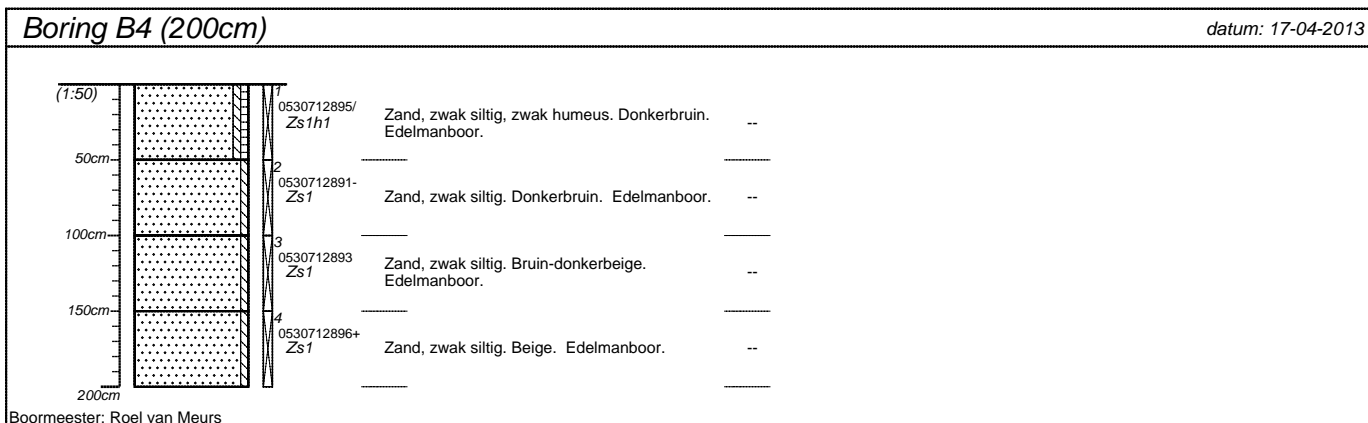 Boring B4 (200cm)
datum: 17-04-2013
(1:50)
1
0530712895/
Zs1h1
Zand, zwak siltig, zwak humeus. Donkerbruin.
Edelmanboor.
--
50cm
2
0530712891-
Zs1
Zand, zwak siltig. Donkerbruin. Edelmanboor.
--
100cm
3
0530712893
Zs1
Zand, zwak siltig. Bruin-donkerbeige.
Edelmanboor.
--
150cm
4
0530712896+
Zs1
Zand, zwak siltig. Beige. Edelmanboor.
--
200cm
Boormeester: Roel van Meurs